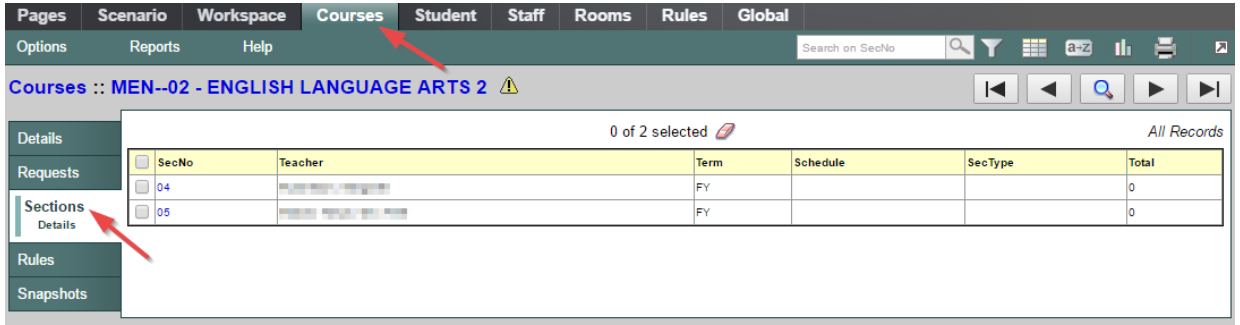 Pages Scenario Workspace Courses Student Staff Rooms Rules Global
Options Reports Help Search on SecNo a-z
Courses :: MEN--02 - ENGLISH LANGUAGE ARTS 2
0 of 2 selected All Records
Details
Requests
Sections
Details
Rules
Snapshots
SecNo Teacher Term Schedule SecType Total
04 FY 0
05 FY 0